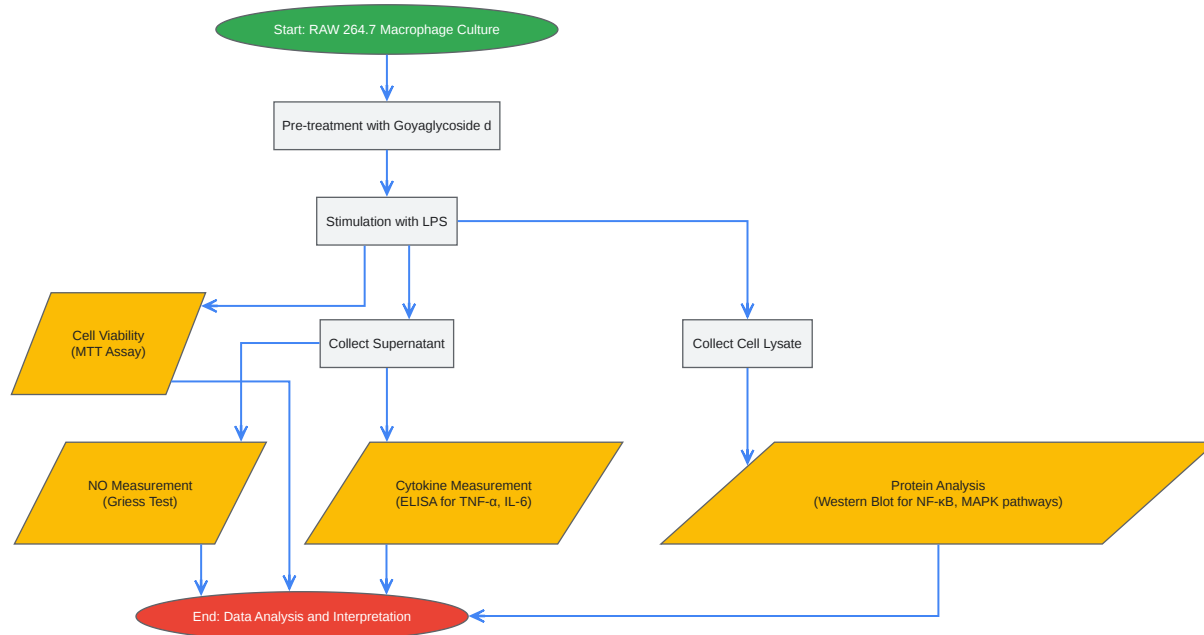 Start: RAW 264.7 Macrophage Culture
Pre-treatment with Goyaglycoside d
Stimulation with LPS
Cell Viability
(MTT Assay)
Collect Supernatant
Collect Cell Lysate
NO Measurement
(Griess Test)
Cytokine Measurement
(ELISA for TNF-α, IL-6)
Protein Analysis
(Western Blot for NF-κB, MAPK pathways)
End: Data Analysis and Interpretation